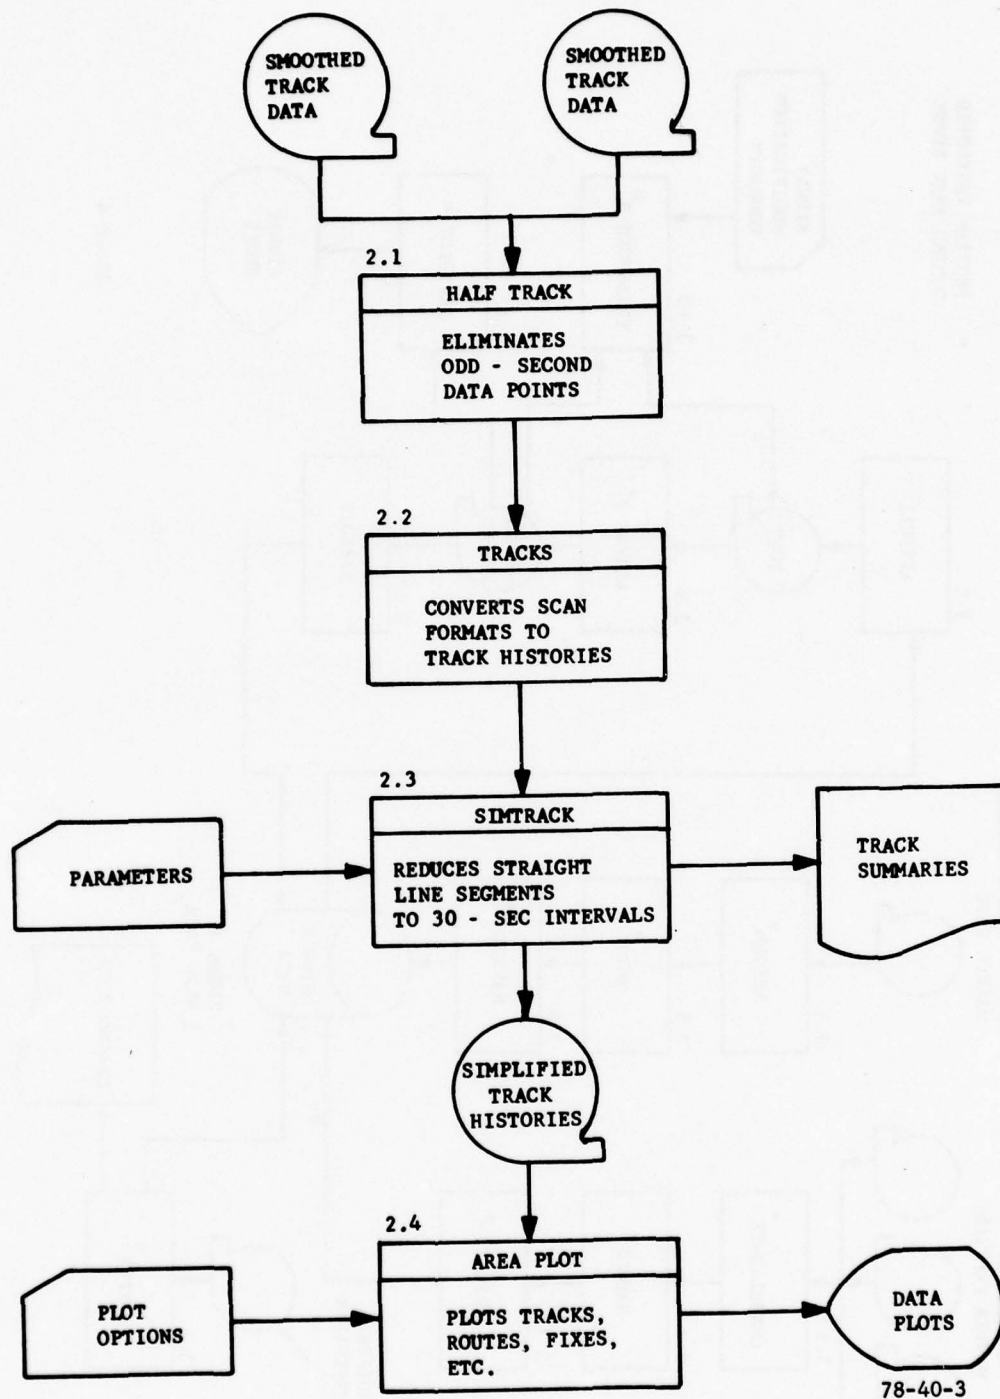 SMOOTHED
TRACK
DATA
SMOOTHED
TRACK
DATA
2.1
HALF TRACK
ELIMINATES
ODD - SECOND
DATA POINTS
2.2
TRACKS
CONVERTS SCAN
FORMATS TO
TRACK HISTORIES
2.3
SIMTRACK
PARAMETERS
REDUCES STRAIGHT
LINE SEGMENTS
TO 30 - SEC INTERVALS
TRACK
SUMMARIES
SIMPLIFIED
TRACK
HISTORIES
2.4
AREA PLOT
PLOT
OPTIONS
PLOTS TRACKS,
ROUTES, FIXES,
ETC.
DATA
PLOTS
78-40-3